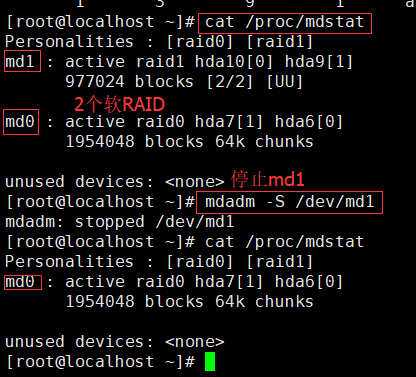 1 3 9 1 a
[root@localhost ~]# cat /proc/mdstat
Personalities : [raid0] [raid1]
md1 : active raid1 hda10[0] hda9[1]
977024 blocks [2/2] [UU]
2个软RAID
md0 : active raid0 hda7[1] hda6[0]
1954048 blocks 64k chunks
unused devices: <none> 停止md1
[root@localhost ~]# mdadm -S /dev/md1
mdadm: stopped /dev/md1
[root@localhost ~]# cat /proc/mdstat
Personalities : [raid0] [raid1]
md0 : active raid0 hda7[1] hda6[0]
1954048 blocks 64k chunks
unused devices: <none>
[root@localhost ~]#